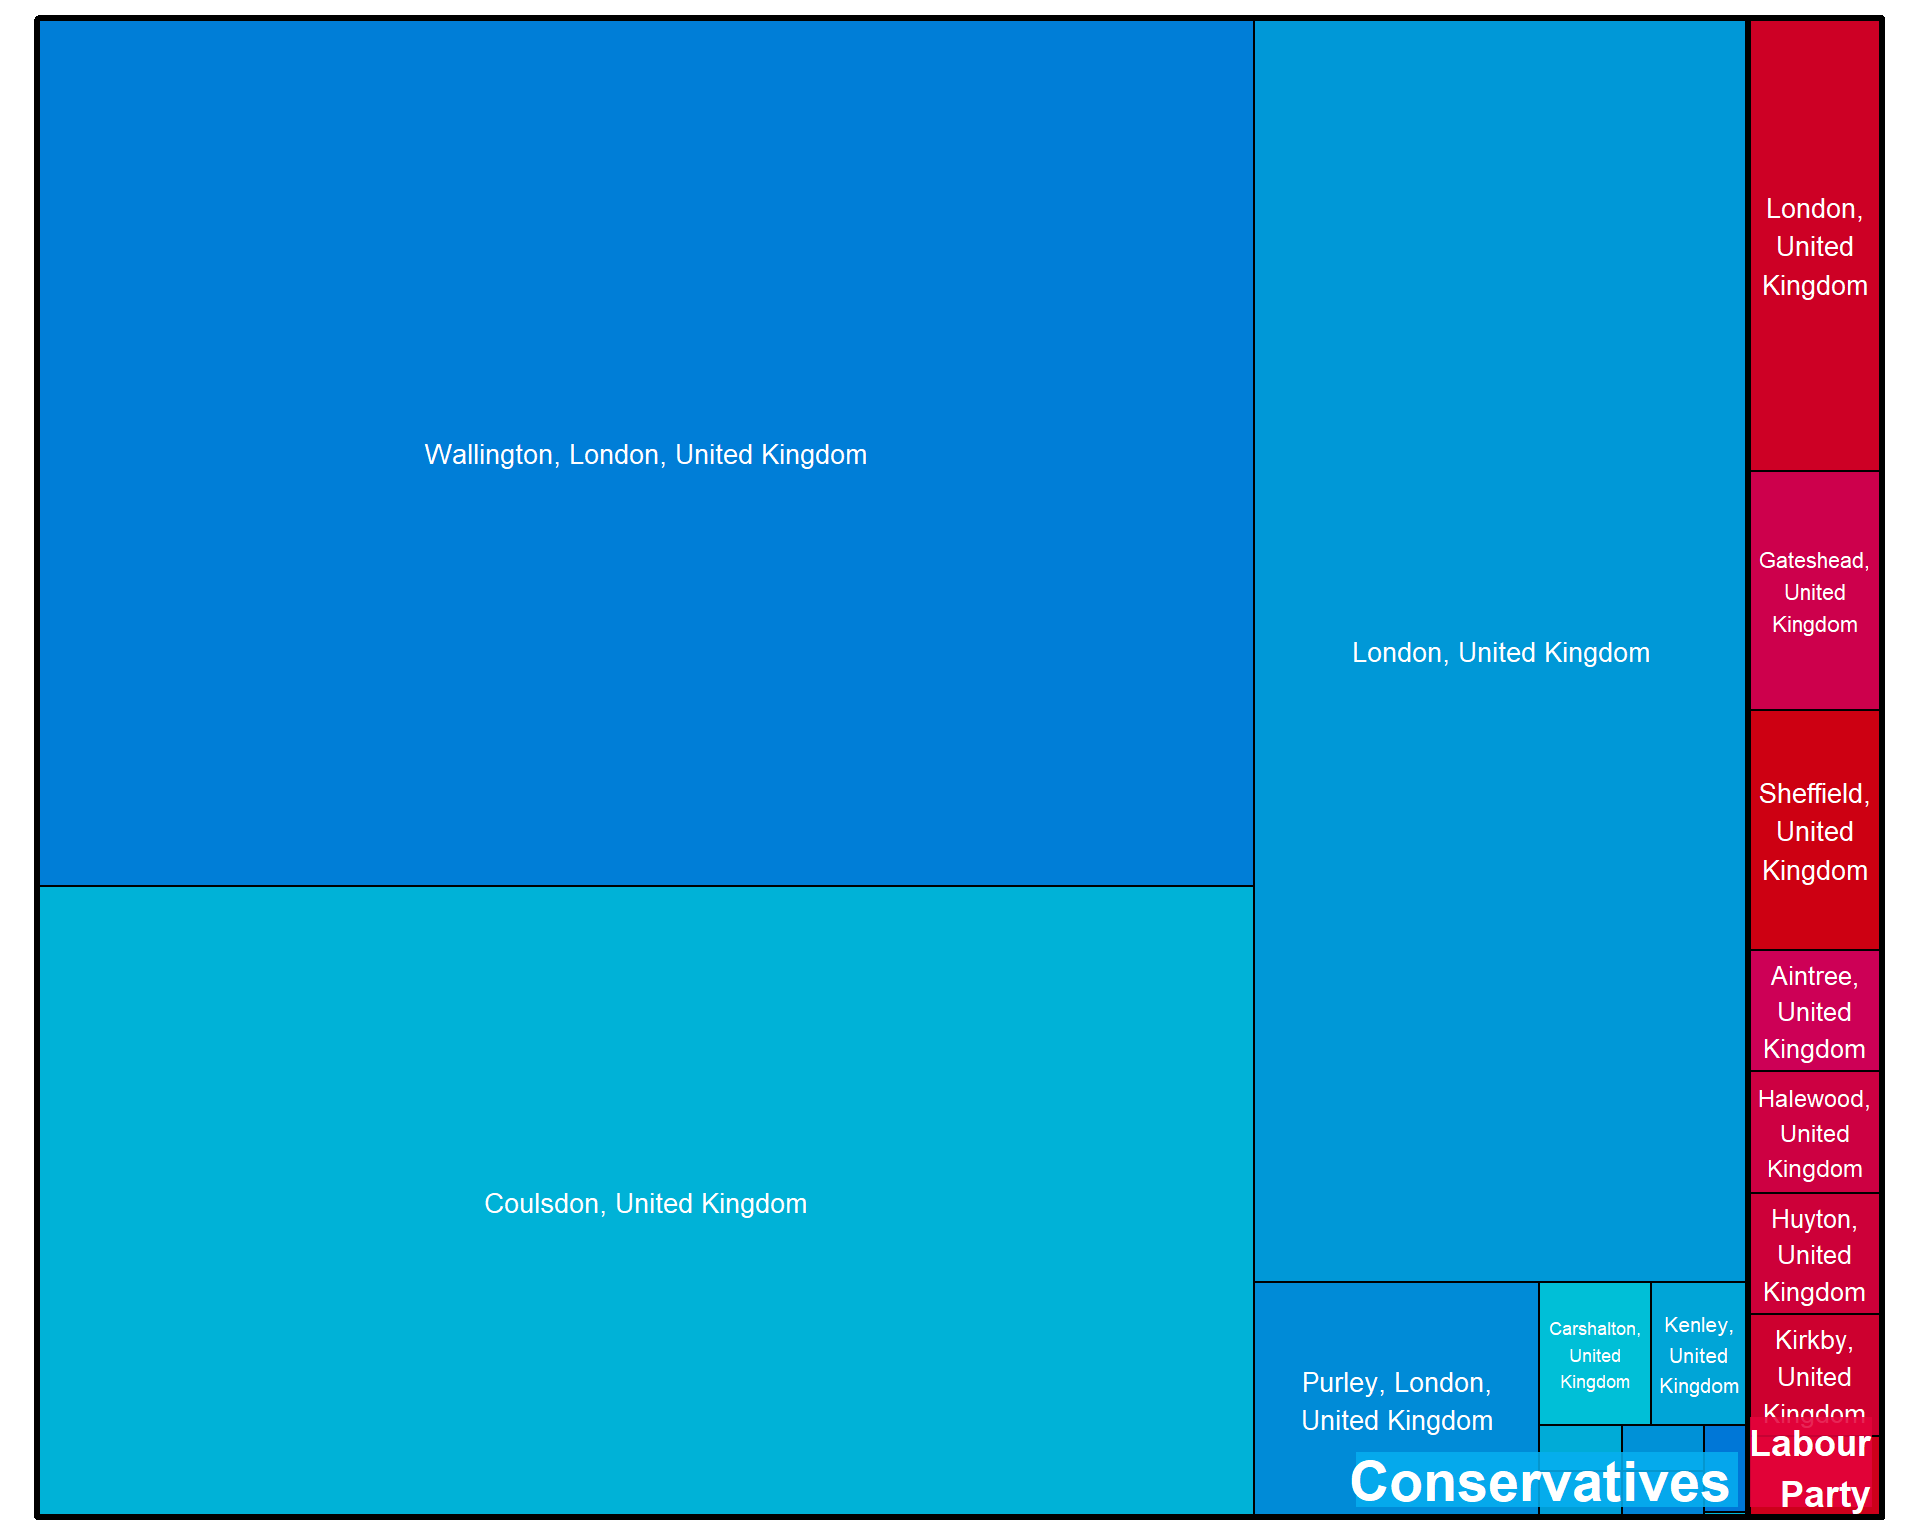 Wallington, London, United Kingdom
Coulsdon, United Kingdom
London, United Kingdom
Purley, London,
United Kingdom
Carshalton,
United
Kingdom
Kenley,
United
Kingdom
Conservatives
London,
United
Kingdom
Gateshead,
United
Kingdom
Sheffield,
United
Kingdom
Aintree,
United
Kingdom
Halewood,
United
Kingdom
Huyton,
United
Kingdom
Kirkby,
United
Kingdom
Labour
Party